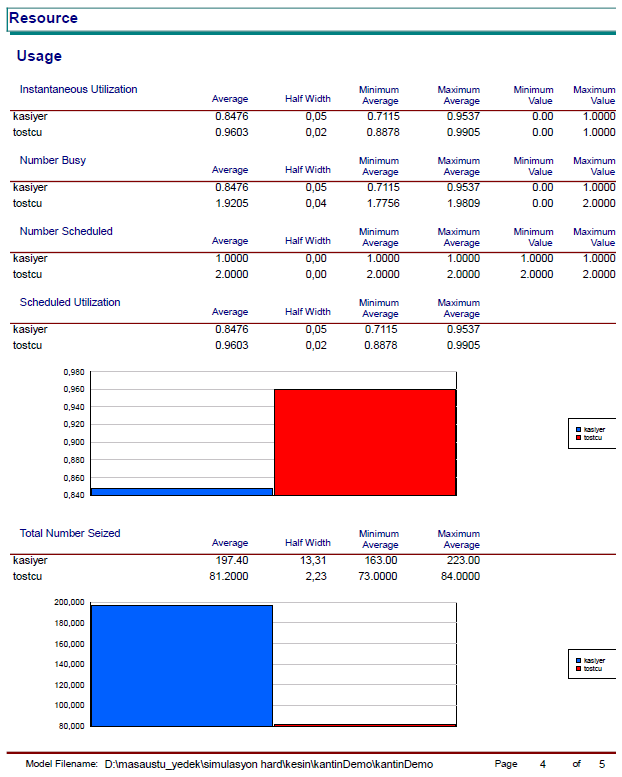 Resource
Usage
Instantaneous Utilization Average Half Width Minimum Average Maximum Average Minimum Value Maximum Value
kasiyer 0.8476 0,05 0.7115 0.9537 0.00 1.0000
tostcu 0.9603 0,02 0.8878 0.9905 0.00 1.0000
Number Busy Average Half Width Minimum Average Maximum Average Minimum Value Maximum Value
kasiyer 0.8476 0,05 0.7115 0.9537 0.00 1.0000
tostcu 1.9205 0,04 1.7756 1.9809 0.00 2.0000
Number Scheduled Average Half Width Minimum Average Maximum Average Minimum Value Maximum Value
kasiyer 1.0000 0,00 1.0000 1.0000 1.0000 1.0000
tostcu 2.0000 0,00 2.0000 2.0000 2.0000 2.0000
Scheduled Utilization Average Half Width Minimum Average Maximum Average
kasiyer 0.8476 0,05 0.7115 0.9537
tostcu 0.9603 0,02 0.8878 0.9905
0,980
0,960
0,940
0,920
0,900
0,880
0,860
0,840
kasiyer
tostcu
Total Number Seized Average Half Width Minimum Average Maximum Average
kasiyer 197.40 13,31 163.00 223.00
tostcu 81.2000 2,23 73.0000 84.0000
200,000
180,000
160,000
140,000
120,000
100,000
80,000
kasiyer
tostcu
Model Filename: D:\masaustu_yedek\simulasyon hard\kesin\kantinDemo\kantinDemo Page 4 of 5